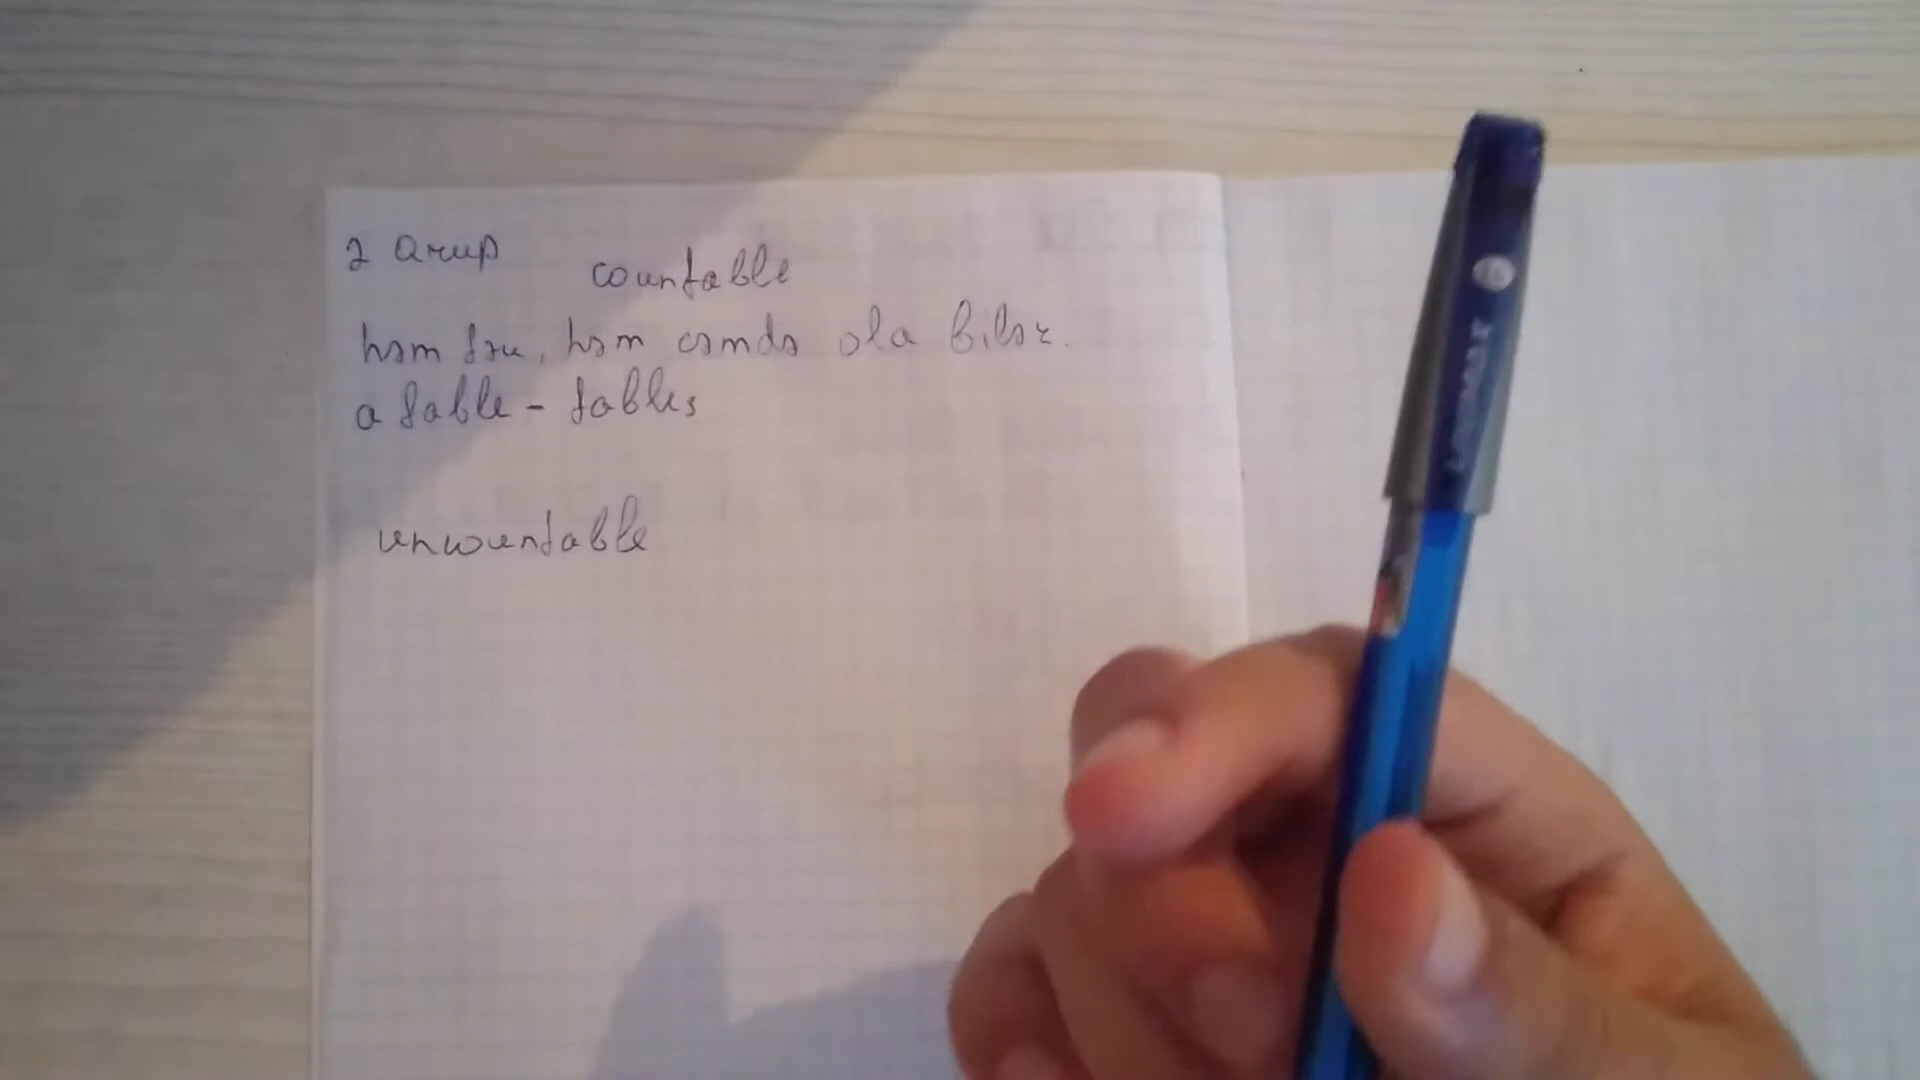 2 Qrup
countable
həm tək, həm cəmdə ola bilər.
a table - tables
uncountable